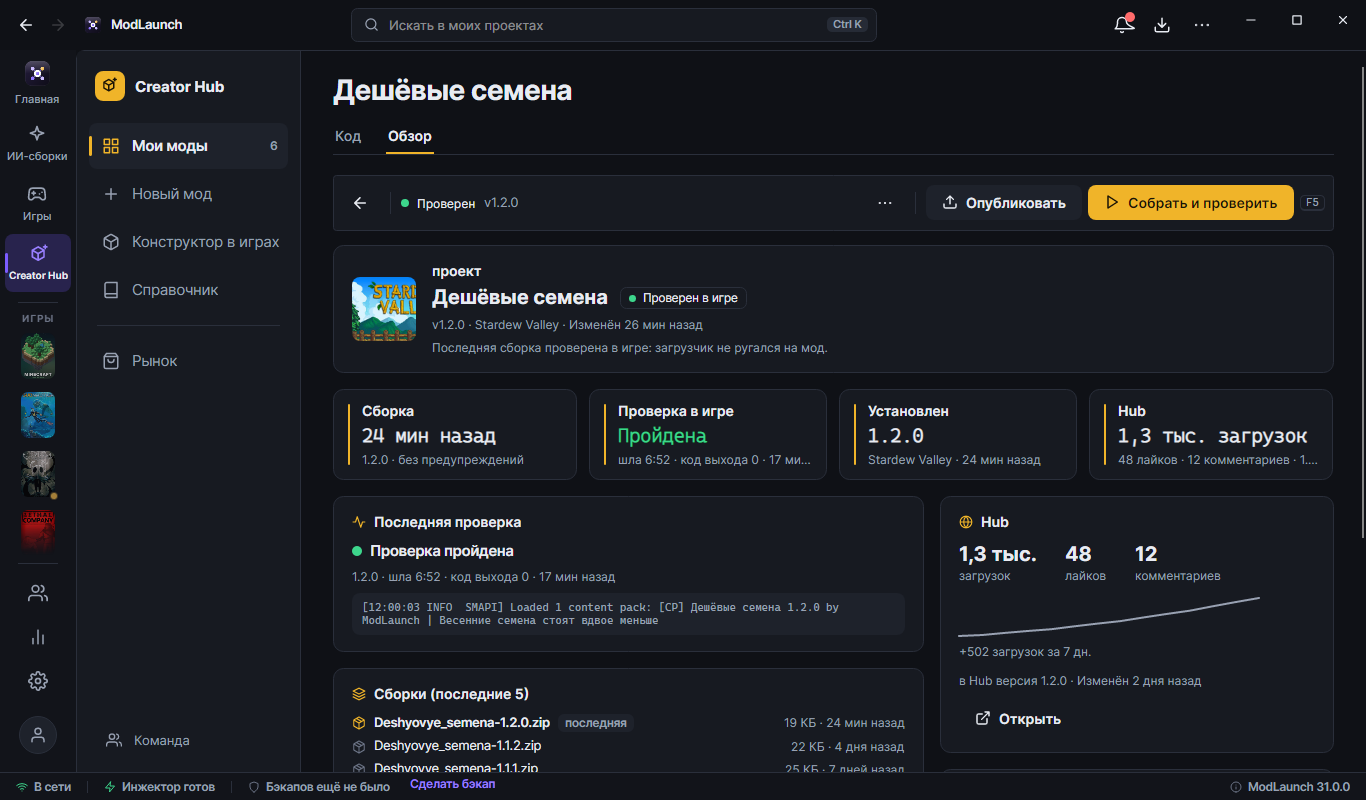 ModLaunch
Искать в моих проектах
Ctrl K
Главная
ИИ-сборки
Игры
Creator Hub
ИГРЫ
MINECRAFT
LETHAL
COMPANY
Creator Hub
Мои моды 6
Новый мод
Конструктор в играх
Справочник
Рынок
Команда
Дешёвые семена
Код Обзор
Проверен v1.2.0
Опубликовать
Собрать и проверить
F5
проект
Дешёвые семена
Проверен в игре
v1.2.0 · Stardew Valley · Изменён 26 мин назад
Последняя сборка проверена в игре: загрузчик не ругался на мод.
Сборка
24 мин назад
1.2.0 · без предупреждений
Проверка в игре
Пройдена
шла 6:52 · код выхода 0 · 17 ми...
Установлен
1.2.0
Stardew Valley · 24 мин назад
Hub
1,3 тыс. загрузок
48 лайков · 12 комментариев · 1....
Последняя проверка
Проверка пройдена
1.2.0 · шла 6:52 · код выхода 0 · 17 мин назад
[12:00:03 INFO SMAPI] Loaded 1 content pack: [CP] Дешёвые семена 1.2.0 by
ModLaunch | Весенние семена стоят вдвое меньше
Сборки (последние 5)
Deshyovye_semena-1.2.0.zip последняя 19 КБ · 24 мин назад
Deshyovye_semena-1.1.2.zip 22 КБ · 4 дня назад
Deshyovye_semena-1.1.1.zip 25 КБ · 7 дней назад
Hub
1,3 тыс. 48 12
загрузок лайков комментариев
+502 загрузок за 7 дн.
в Hub версия 1.2.0 · Изменён 2 дня назад
Открыть
В сети
Инжектор готов
Бэкапов ещё не было
Сделать бэкап
ModLaunch 31.0.0